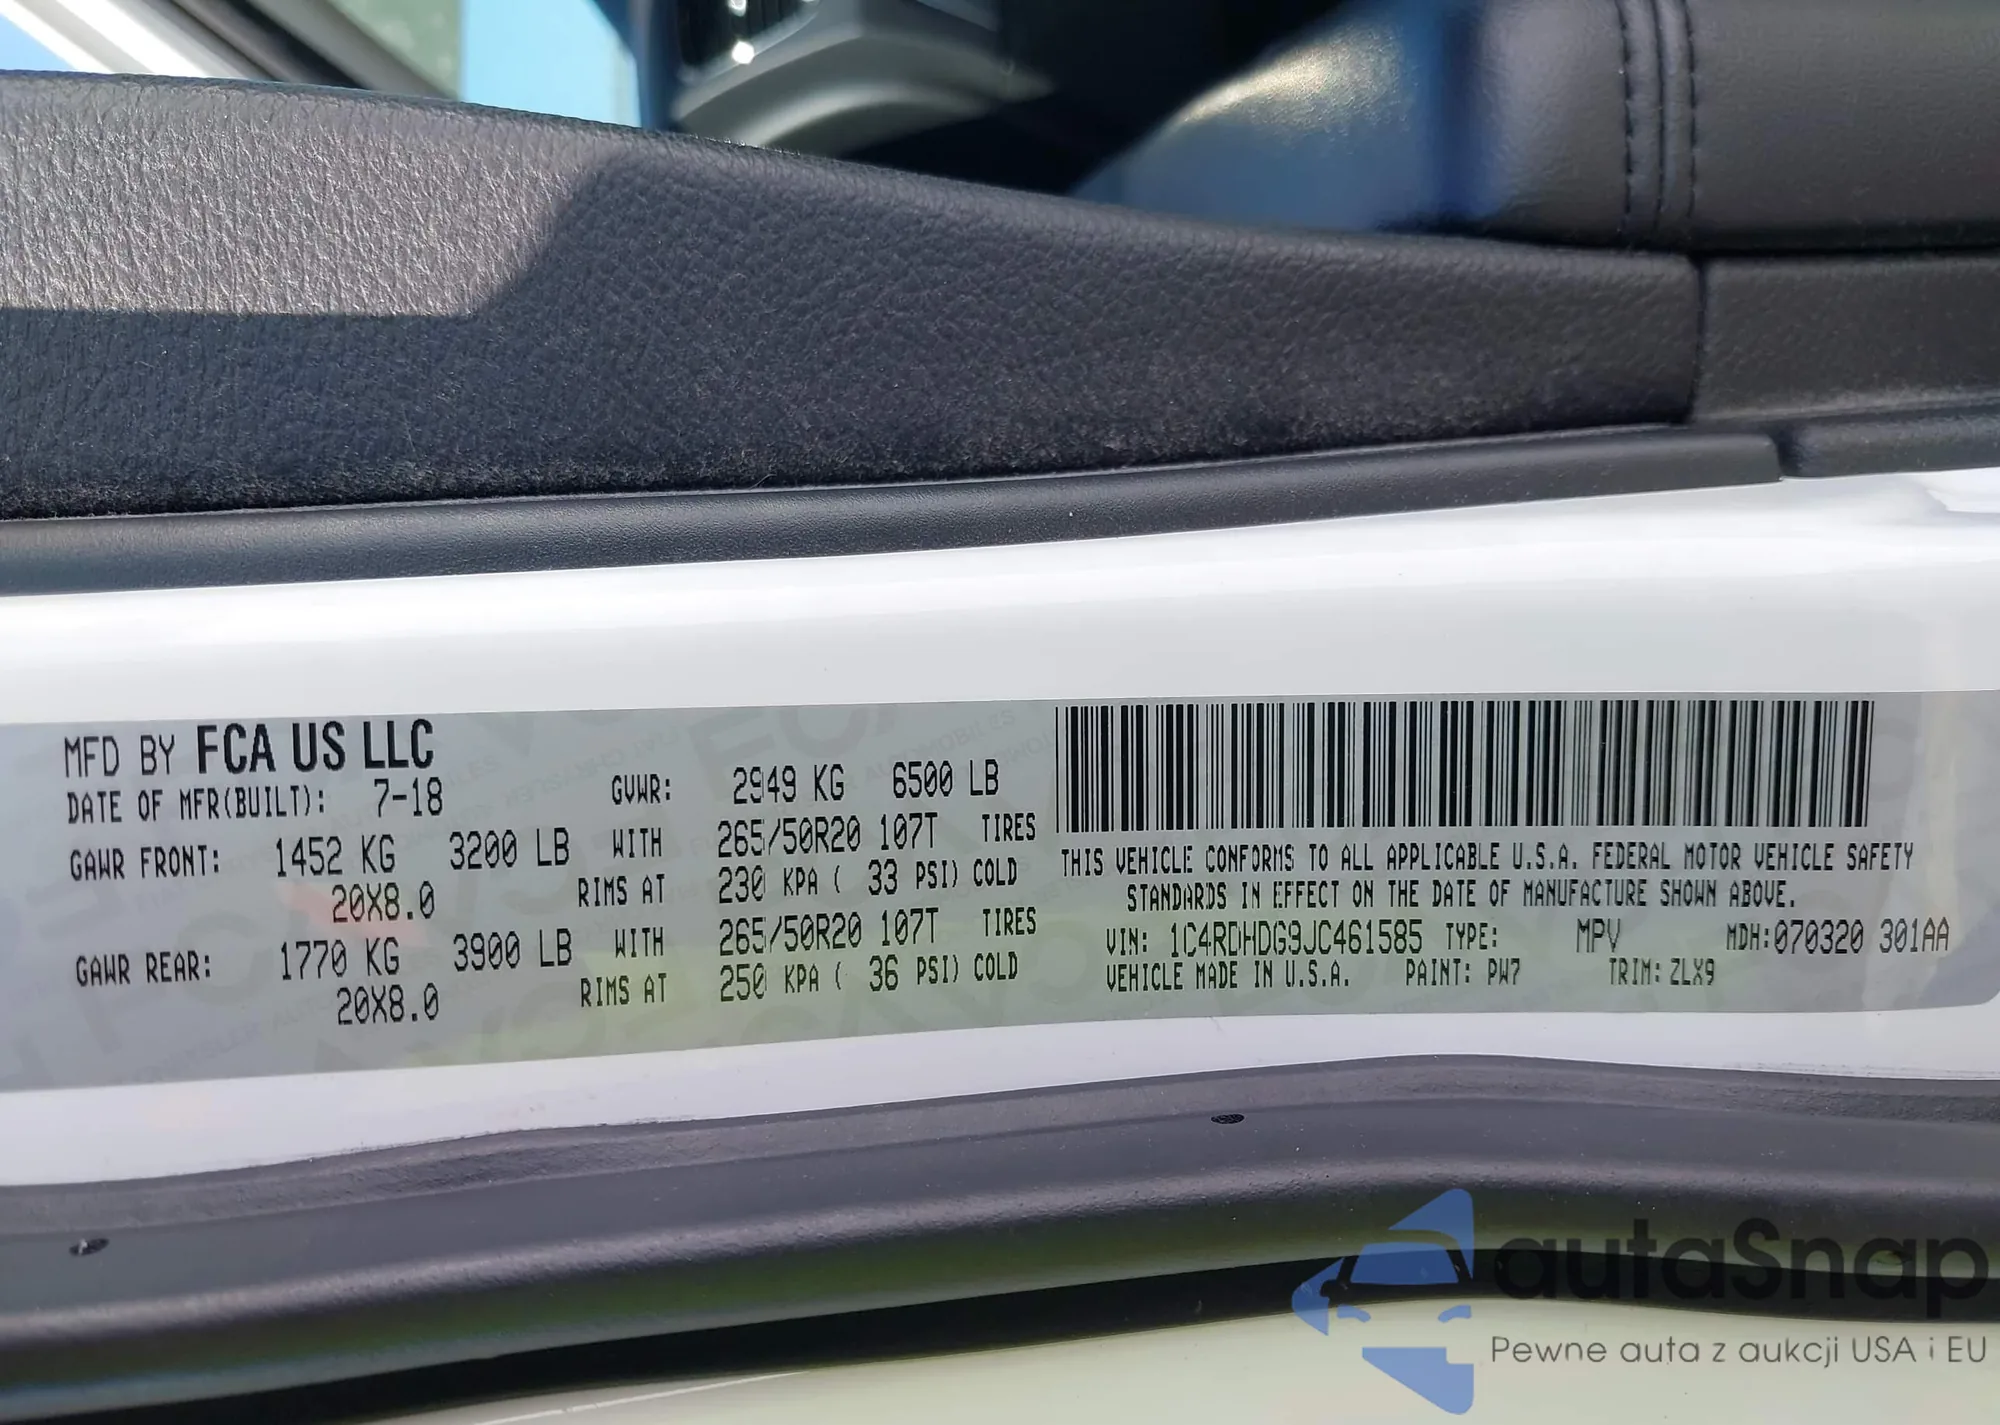 MFD BY FCA US LLC
DATE OF MFR(BUILT): 7-18 GVWR: 2949 KG 6500 LB
GAWR FRONT: 1452 KG 3200 LB WITH 265/50R20 107T TIRES
20X8.0 RIMS AT 230 KPA ( 33 PSI) COLD
GAWR REAR: 1770 KG 3900 LB WITH 265/50R20 107T TIRES
20X8.0 RIMS AT 250 KPA ( 36 PSI) COLD
THIS VEHICLE CONFORMS TO ALL APPLICABLE U.S.A. FEDERAL MOTOR VEHICLE SAFETY
STANDARDS IN EFFECT ON THE DATE OF MANUFACTURE SHOWN ABOVE.
VIN: 1C4RDHDG9JC461585 TYPE: MPV MDH:070320 301AA
VEHICLE MADE IN U.S.A. PAINT: PW7 TRIM: ZLX9
autaSnap
Pewne auta z aukcji USA i EU